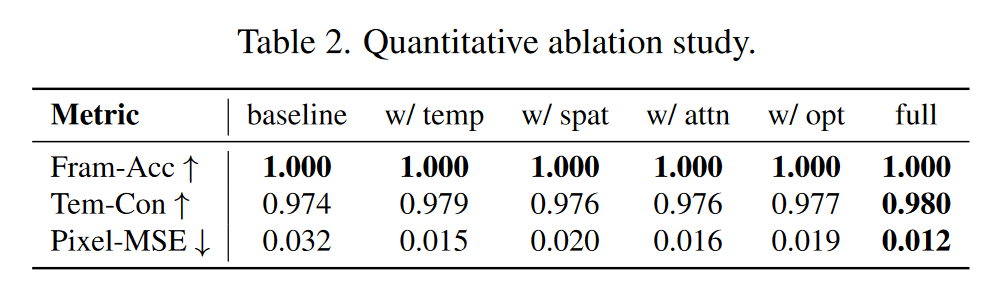 Table 2. Quantitative ablation study.
Metric baseline w/ temp w/ spat w/ attn w/ opt full
Fram-Acc ↑ 1.000 1.000 1.000 1.000 1.000 1.000
Tem-Con ↑ 0.974 0.979 0.976 0.976 0.977 0.980
Pixel-MSE ↓ 0.032 0.015 0.020 0.016 0.019 0.012